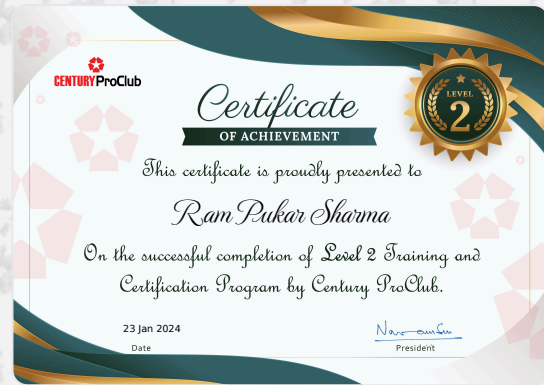 CENTURY ProClub
Certificate
OF ACHIEVEMENT
LEVEL
2
This certificate is proudly presented to
Ram Pukar Sharma
On the successful completion of Level 2 Training and
Certification Program by Century ProClub.
23 Jan 2024
Date
President